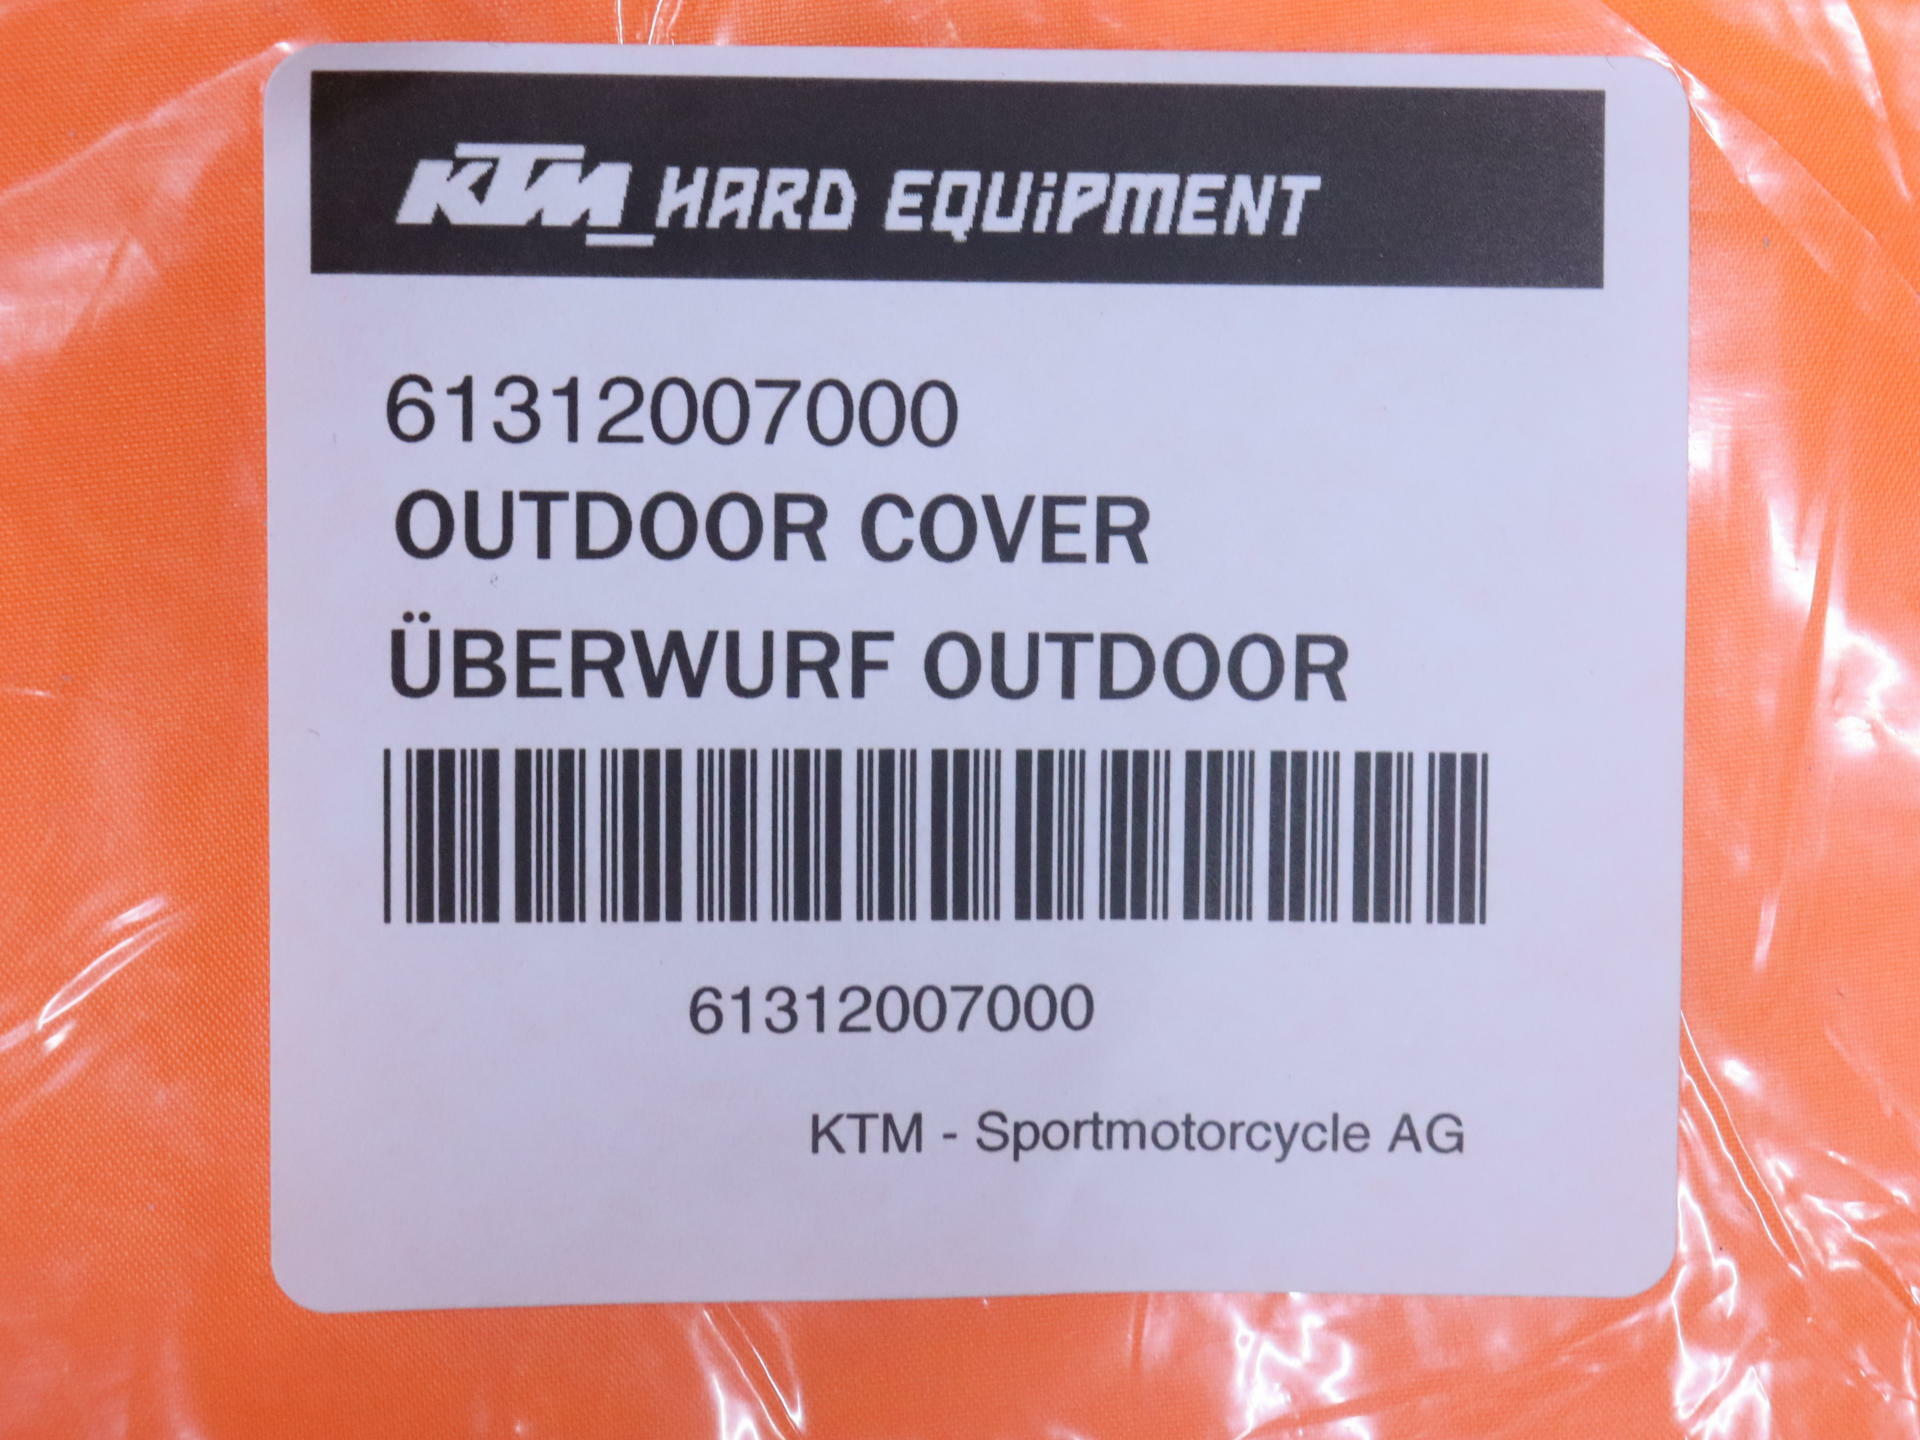 KTM_HARD EQUiPMENT
61312007000
OUTDOOR COVER
ÜBERWURF OUTDOOR
61312007000
KTM - Sportmotorcycle AG